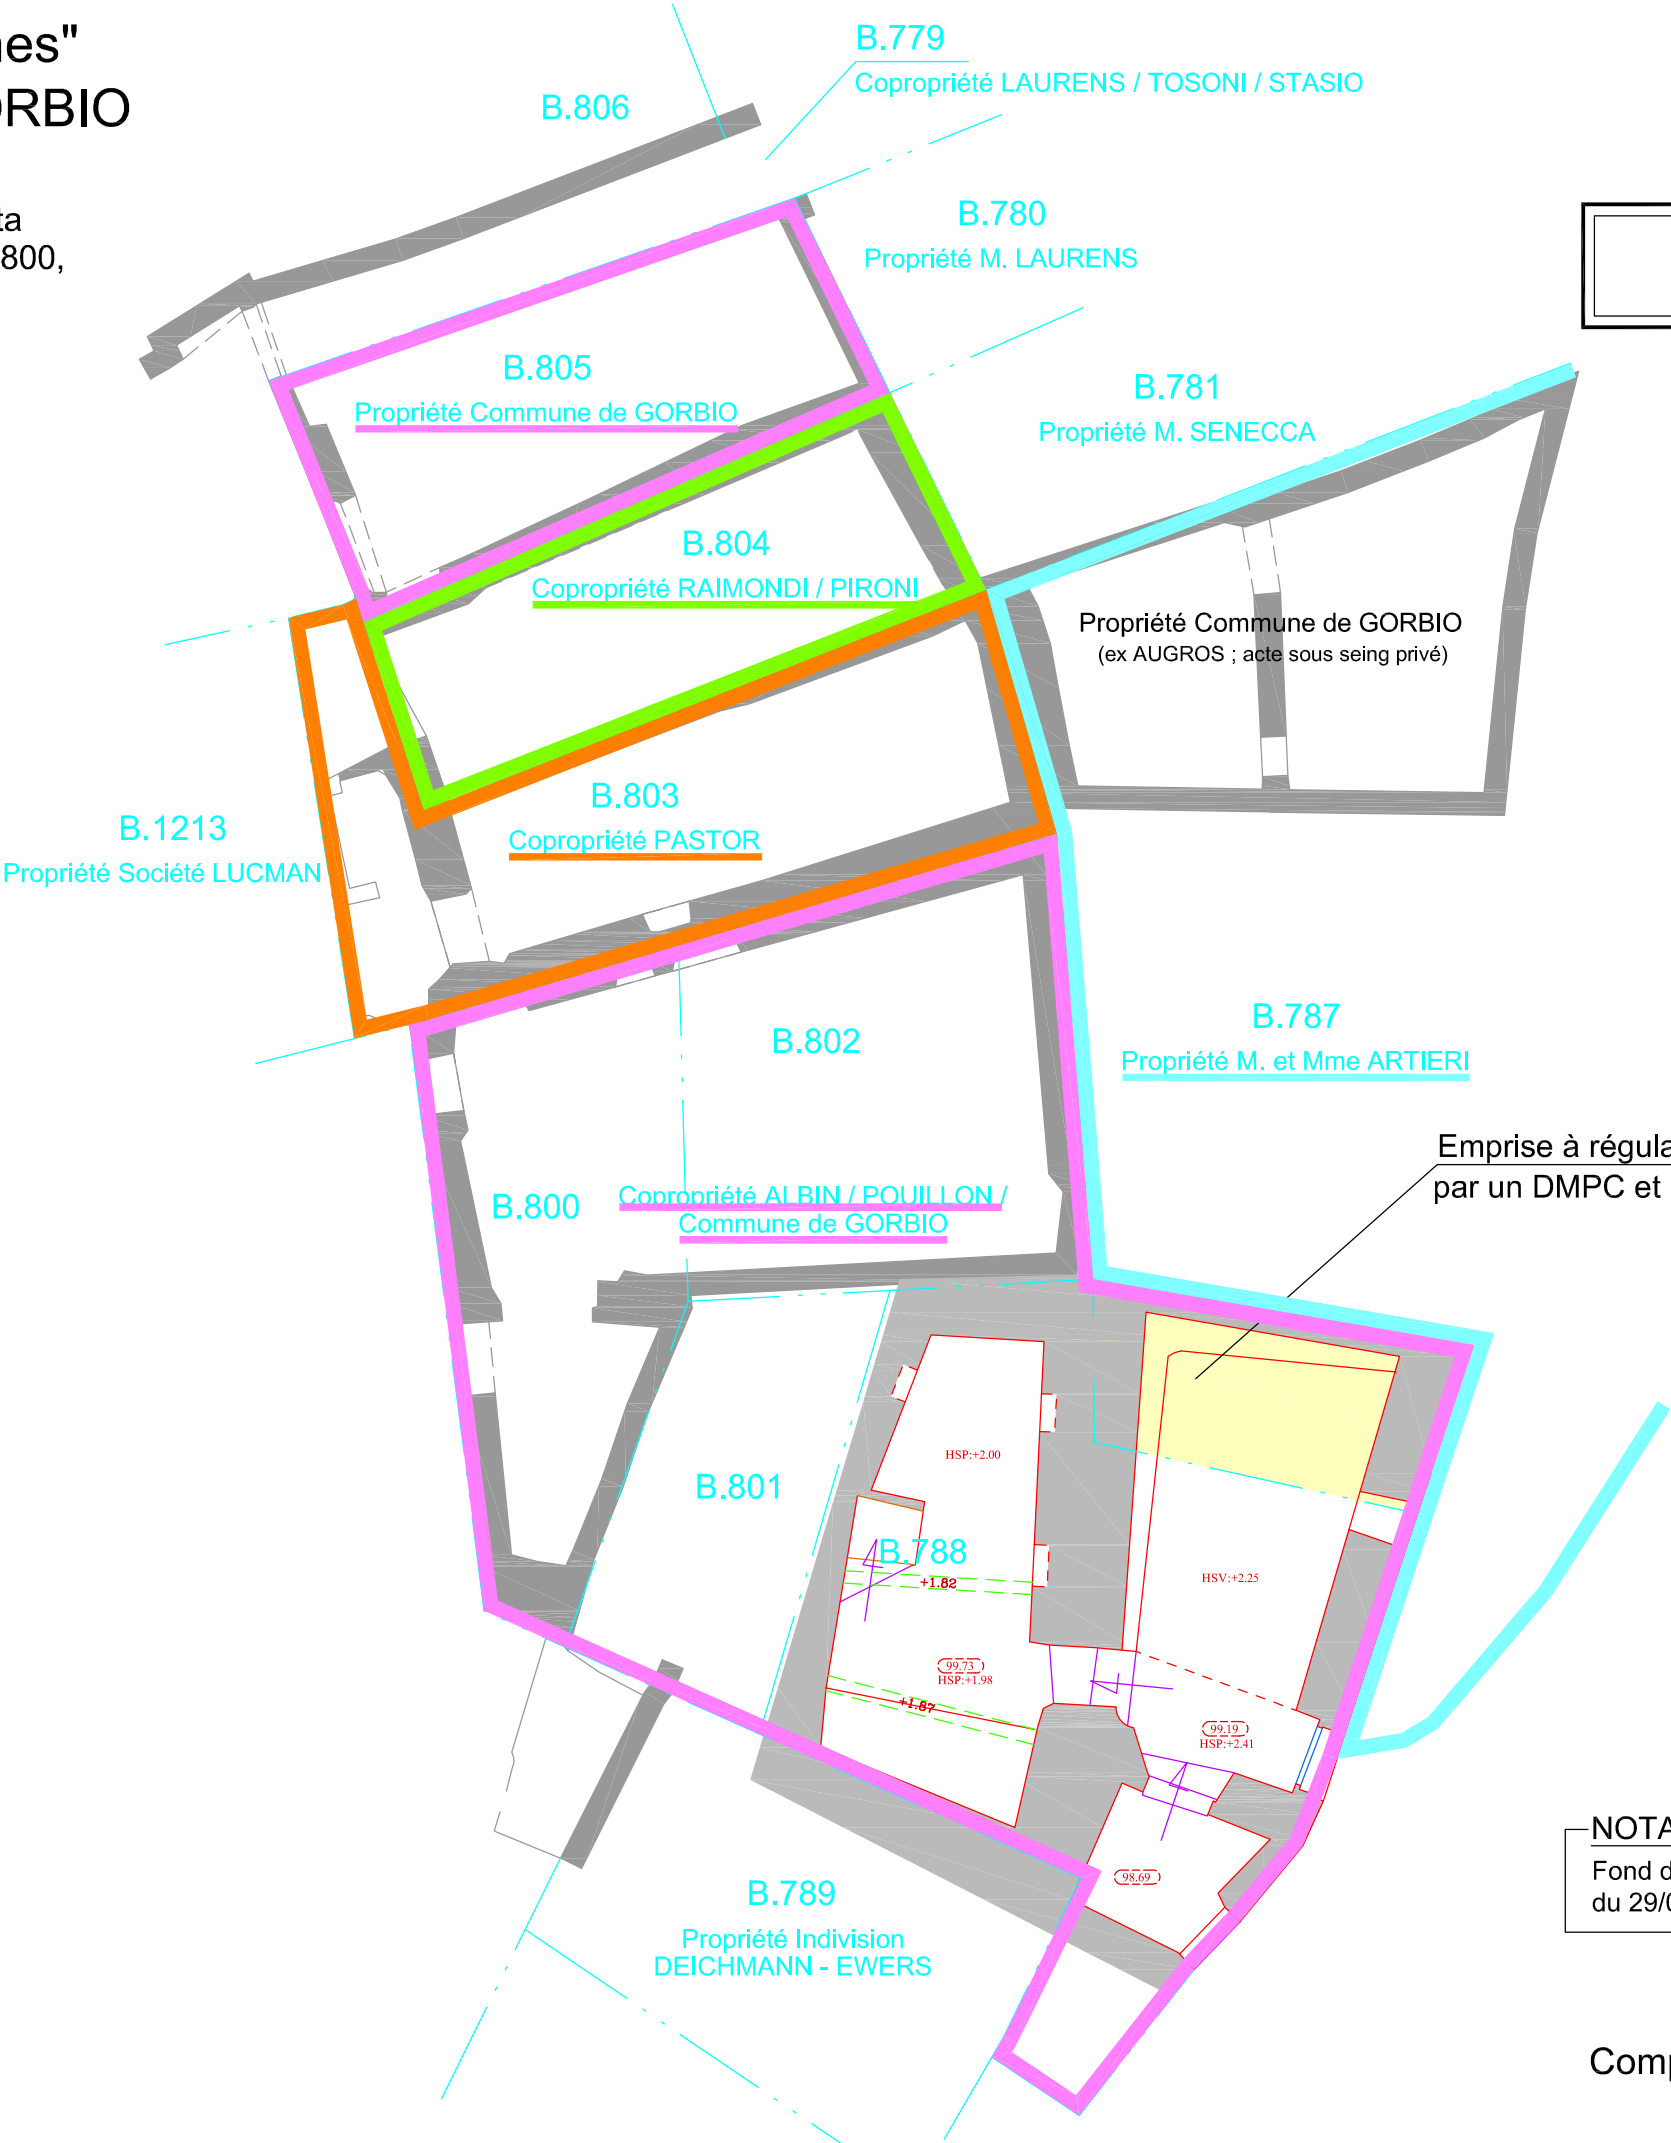 nes"
ORBIO
ta
800,
B.779
Copropriété LAURENS / TOSONI / STASIO
B.806
B.780
Propriété M. LAURENS
B.805
Propriété Commune de GORBIO
B.781
Propriété M. SENECCA
B.804
Copropriété RAIMONDI / PIRONI
Propriété Commune de GORBIO
(ex AUGROS ; acte sous seing privé)
B.803
Copropriété PASTOR
B.1213
Propriété Société LUCMAN
B.802
B.787
Propriété M. et Mme ARTIERI
Emprise à régula
par un DMPC et
B.800
Copropriété ALBIN / POUILLON /
Commune de GORBIO
B.801
HSP:+2.00
B.788
+1.82
HSV:+2.25
99.73
HSP:+1.98
+1.87
99.19
HSP:+2.41
98.69
NOTA
Fond d
du 29/0
B.789
Propriété Indivision
DEICHMANN - EWERS
Comp